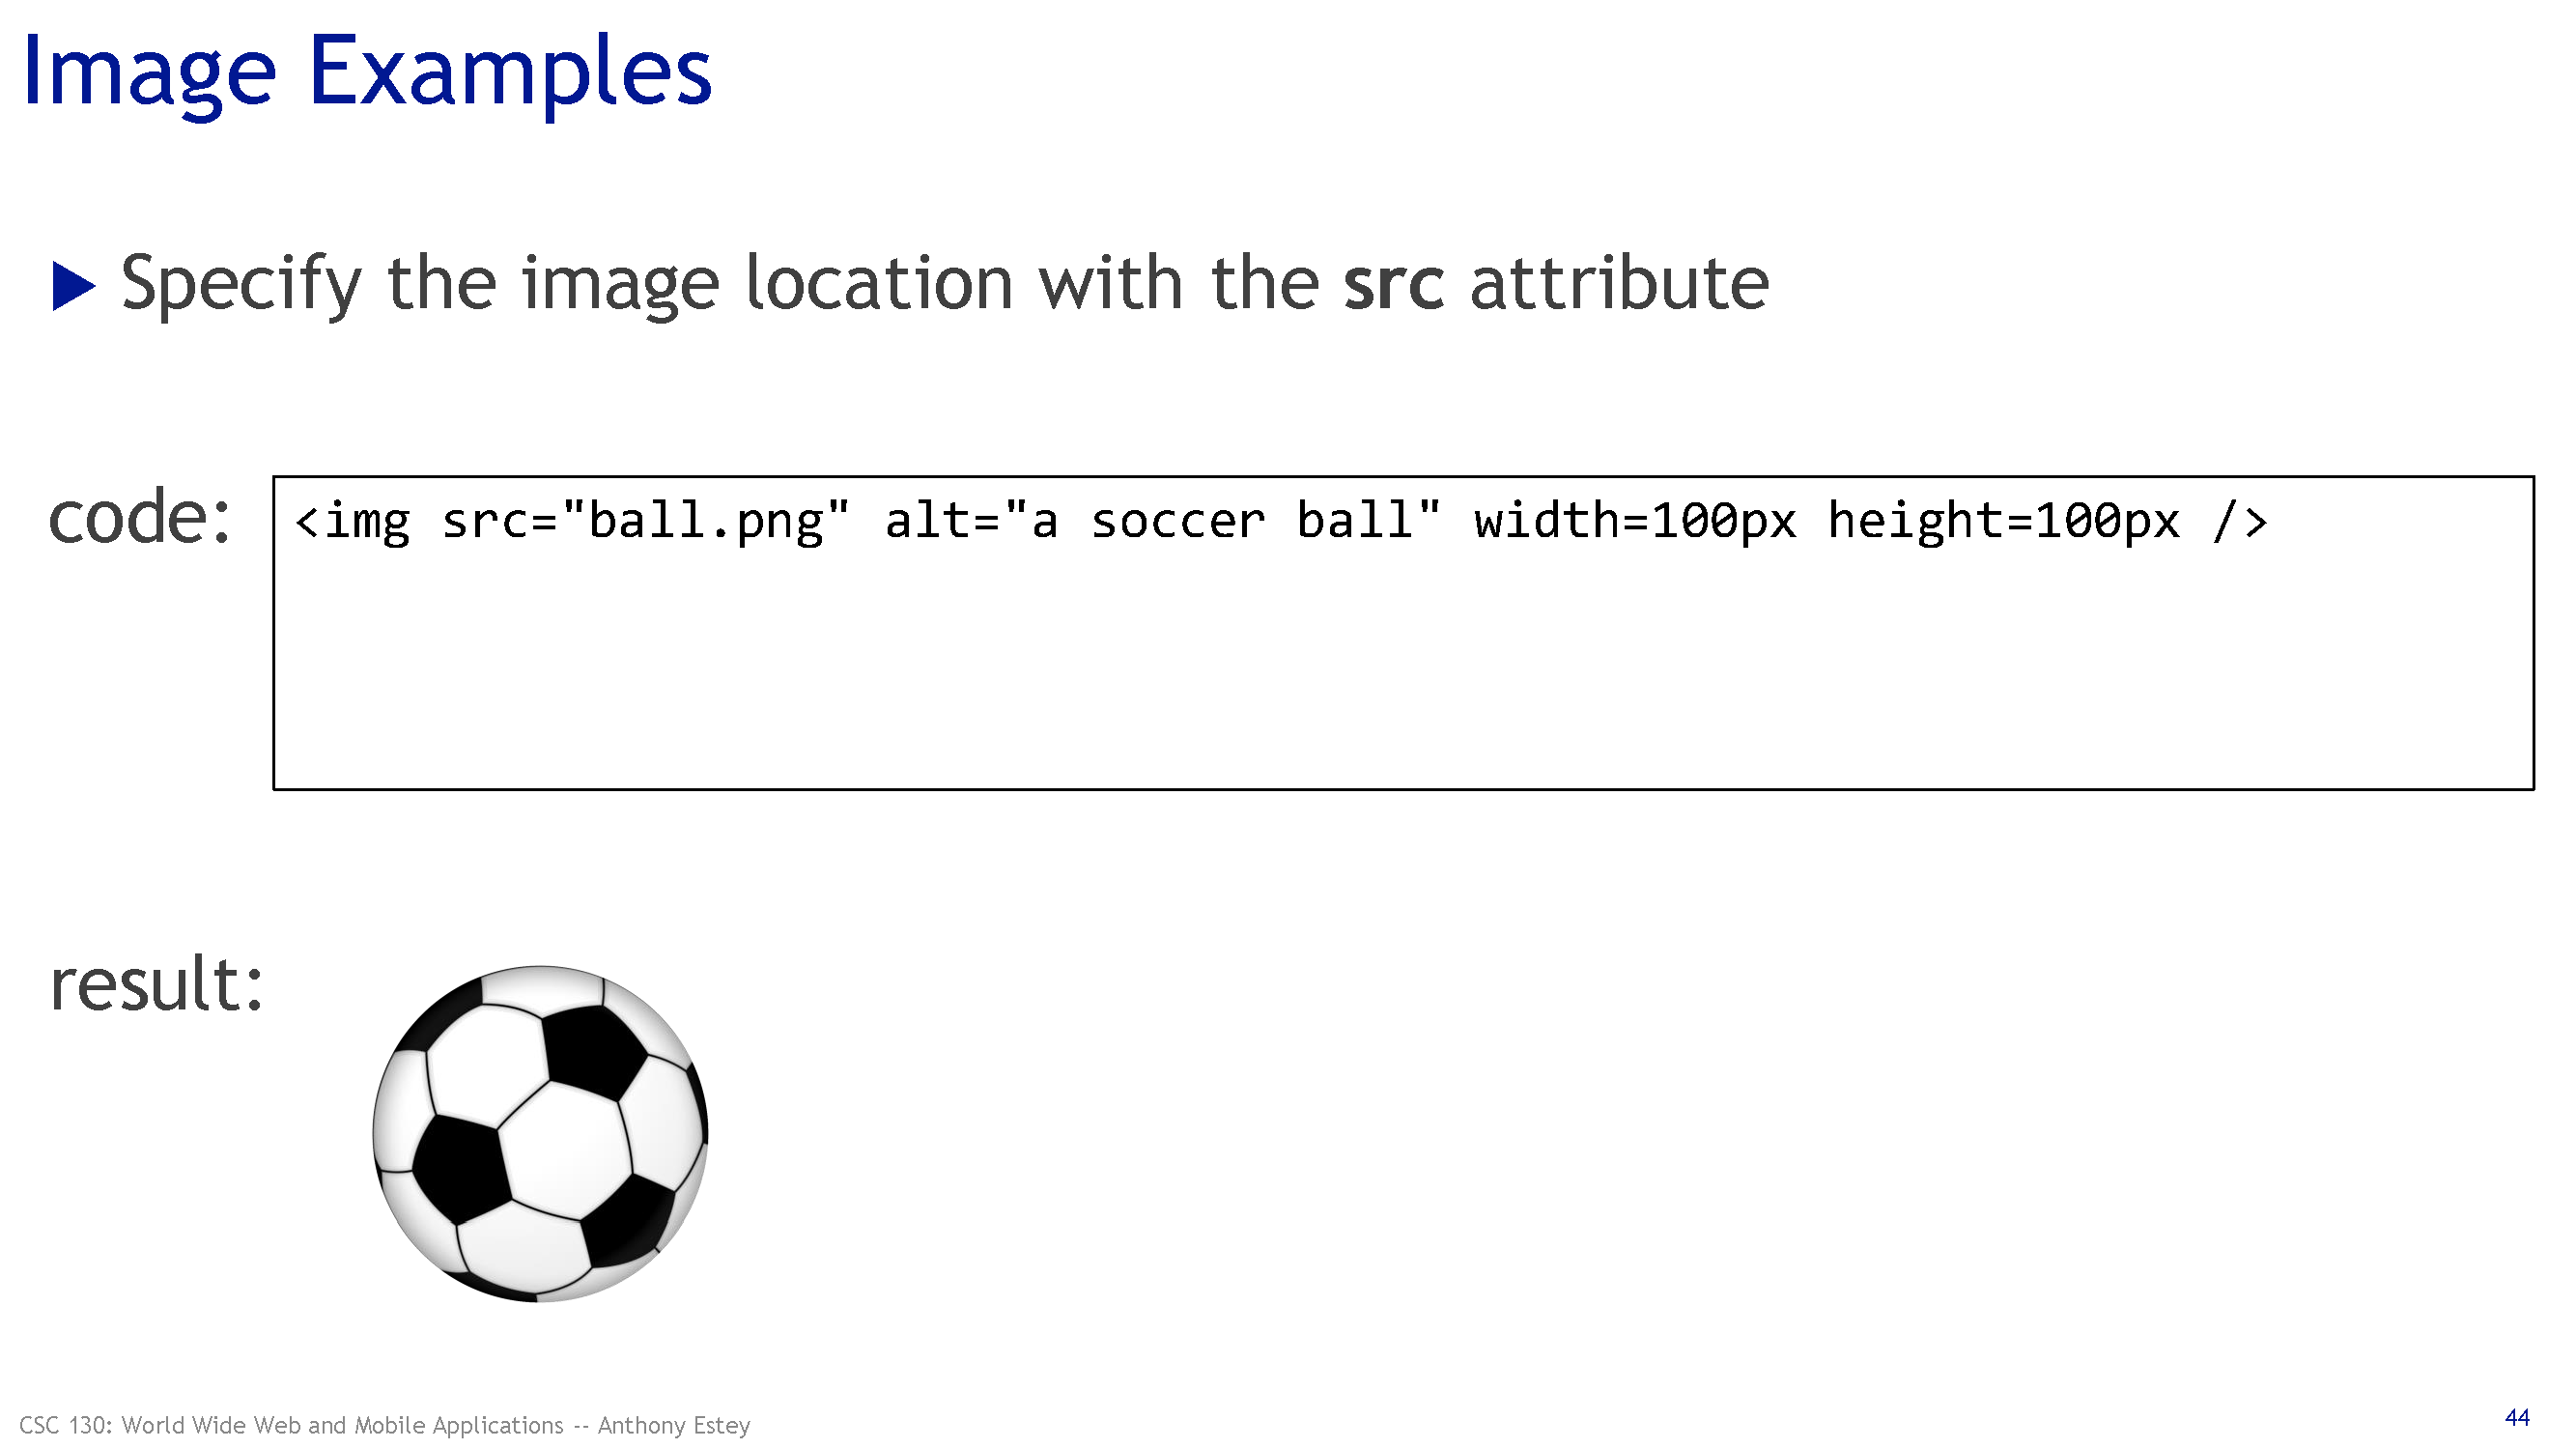 Image Examples
Specify the image location with the src attribute
code:
<img src="ball.png" alt="a soccer ball" width=100px height=100px />
result:
CSC 130: World Wide Web and Mobile Applications -- Anthony Estey
44